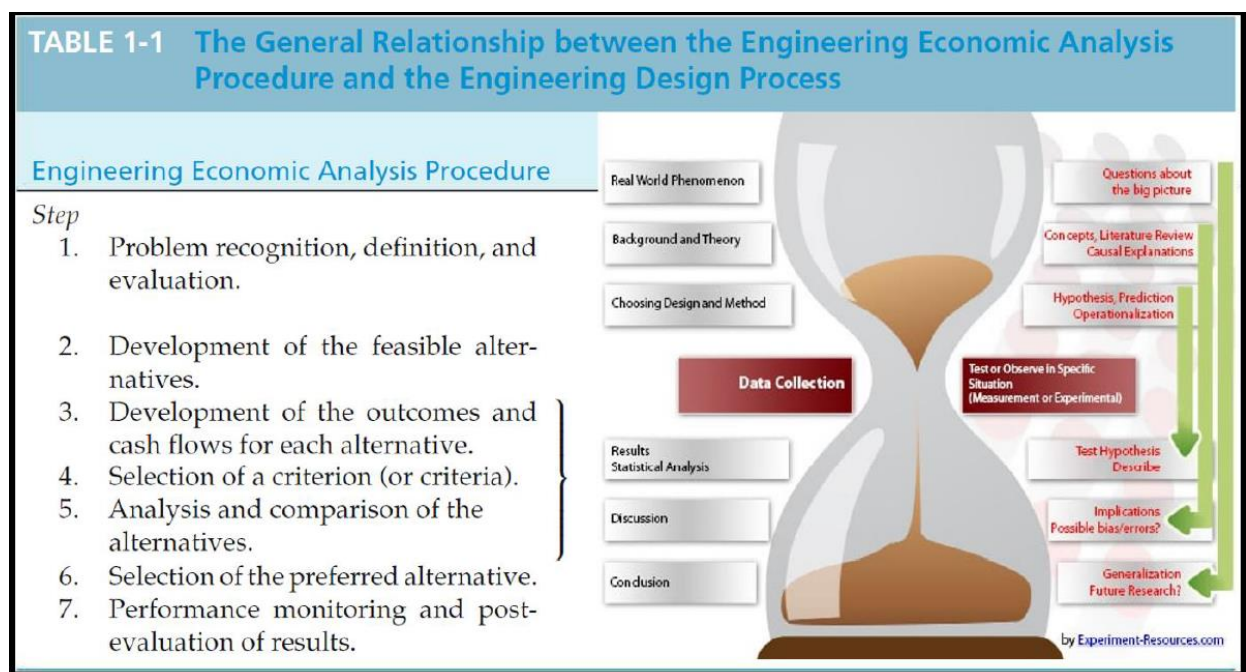 TABLE 1-1 The General Relationship between the Engineering Economic Analysis
Procedure and the Engineering Design Process
Engineering Economic Analysis Procedure
Step
1. Problem recognition, definition, and
evaluation.
2. Development of the feasible alter-
natives.
3. Development of the outcomes and
cash flows for each alternative.
4. Selection of a criterion (or criteria).
5. Analysis and comparison of the
alternatives.
6. Selection of the preferred alternative.
7. Performance monitoring and post-
evaluation of results.
Real World Phenomenon
Questions about
the big picture
Background and Theory
Concepts, Literature Review
Causal Explanations
Choosing Design and Method
Hypothesis, Prediction
Operationalization
Data Collection
Test or Observe in Specific
Situation
(Measurement or Experimental)
Results
Statistical Analysis
Test Hypothesis
Describe
Discussion
Implications
Possible bias/errors?
Conclusion
Generalization
Future Research?
by Experiment-Resources.com